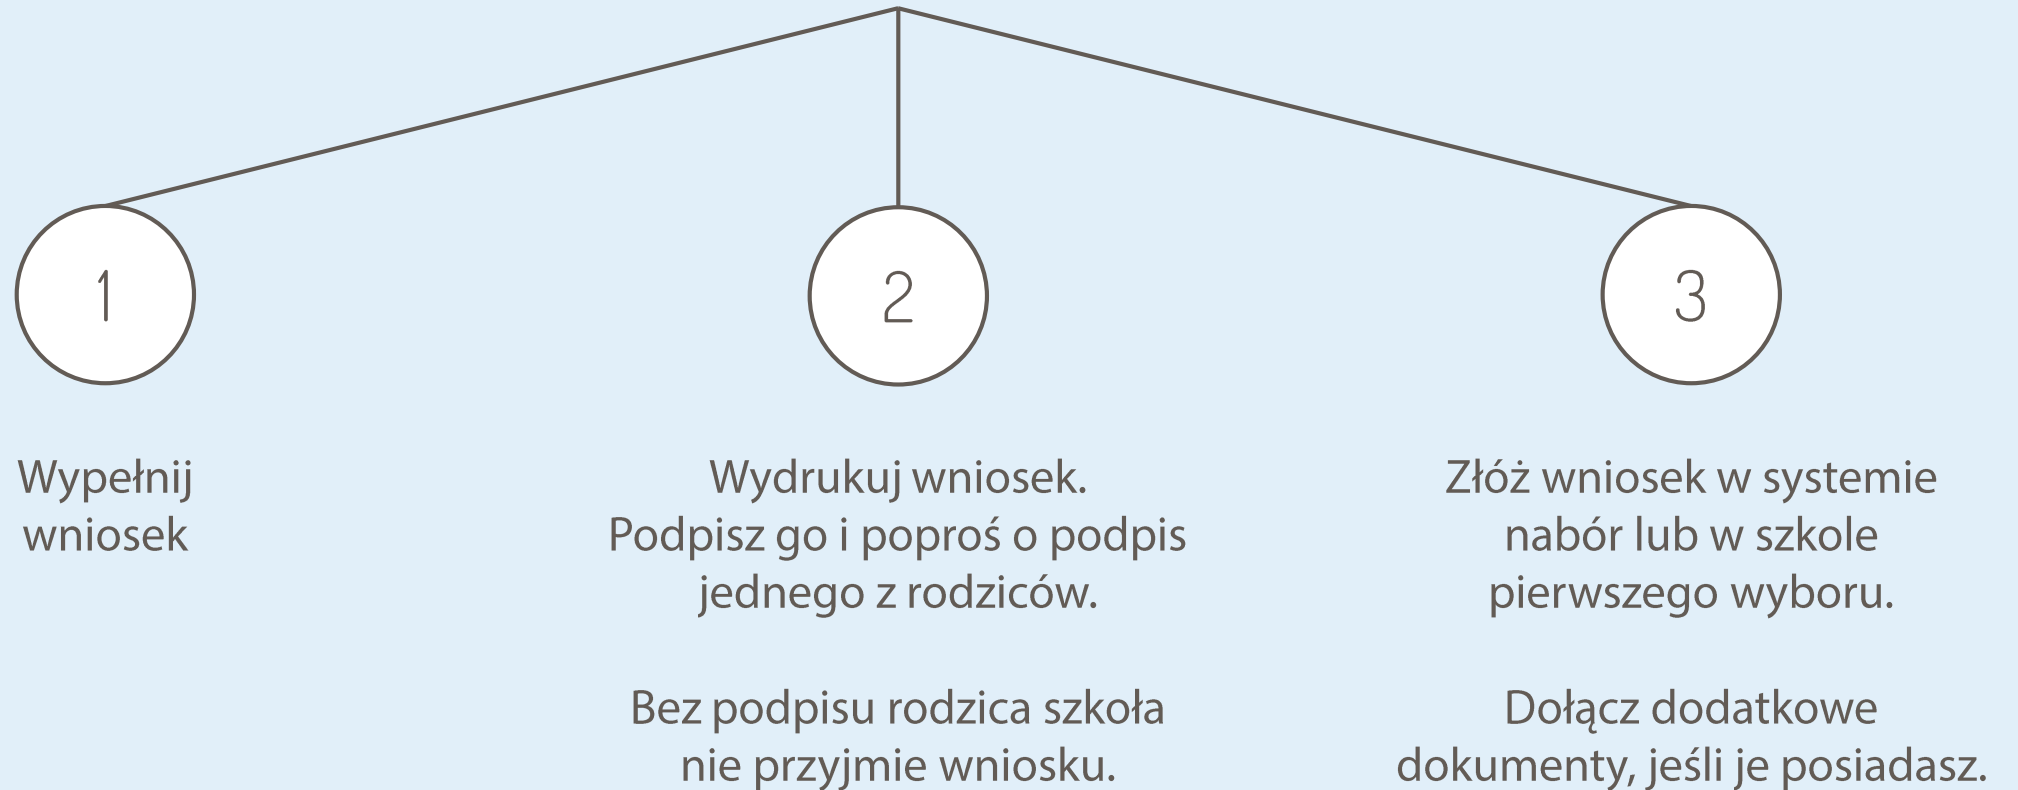 1
Wypełnij
wniosek
2
Wydrukuj wniosek.
Podpisz go i poproś o podpis
jednego z rodziców.
Bez podpisu rodzica szkoła
nie przyjmie wniosku.
3
Złóż wniosek w systemie
nabór lub w szkole
pierwszego wyboru.
Dołącz dodatkowe
dokumenty, jeśli je posiadasz.